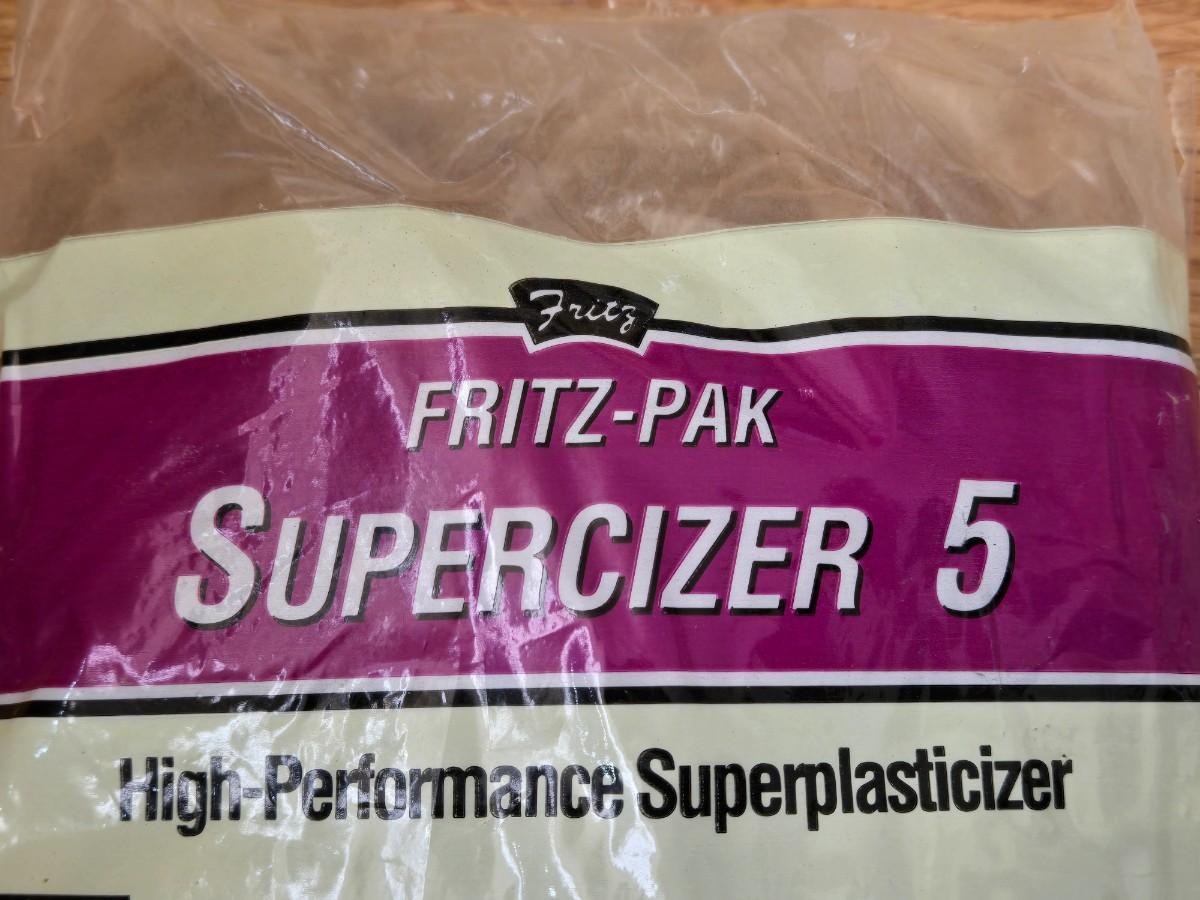 Fritz
FRITZ-PAK
SUPERCIZER 5
High-Performance Superplasticizer